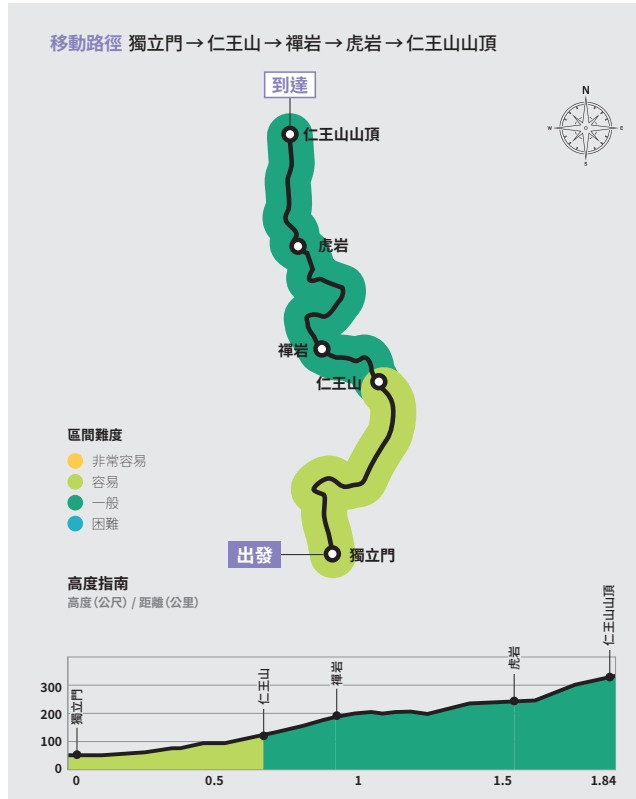 移動路徑 獨立門→仁王山→禪岩→虎岩→仁王山山頂
到達
N
W
E
S
仁王山山頂
虎岩
禪岩
仁王山
區間難度
非常容易
容易
一般
困難
出發
獨立門
高度指南
高度(公尺) / 距離(公里)
仁王山山頂
虎岩
禪岩
仁王山
獨立門
300
200
100
0
0
0.5
1
1.5
1.84